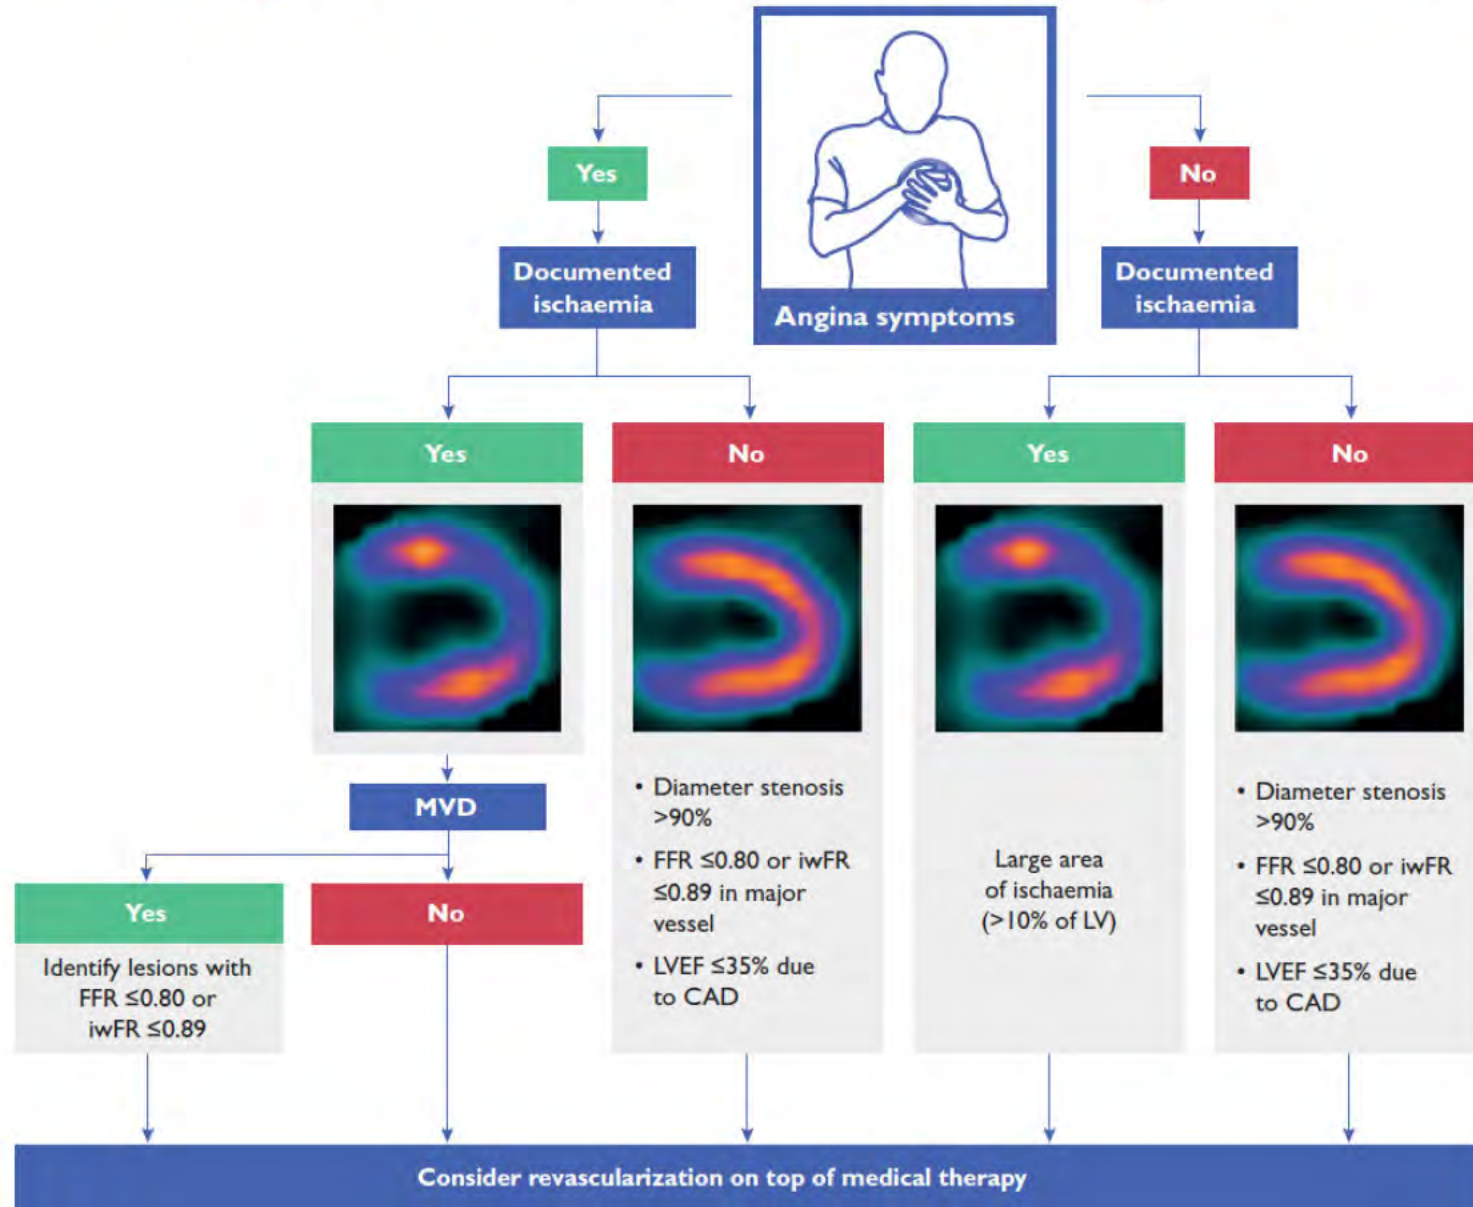 Yes
No
Documented
ischaemia
Angina symptoms
Documented
ischaemia
Yes
No
Yes
No
MVD
Yes
No
Identify lesions with
FFR ≤0.80 or
iwFR ≤0.89
• Diameter stenosis
>90%
• FFR ≤0.80 or iwFR
≤0.89 in major
vessel
• LVEF ≤35% due
to CAD
Large area
of ischaemia
(>10% of LV)
• Diameter stenosis
>90%
• FFR ≤0.80 or iwFR
≤0.89 in major
vessel
• LVEF ≤35% due
to CAD
Consider revascularization on top of medical therapy